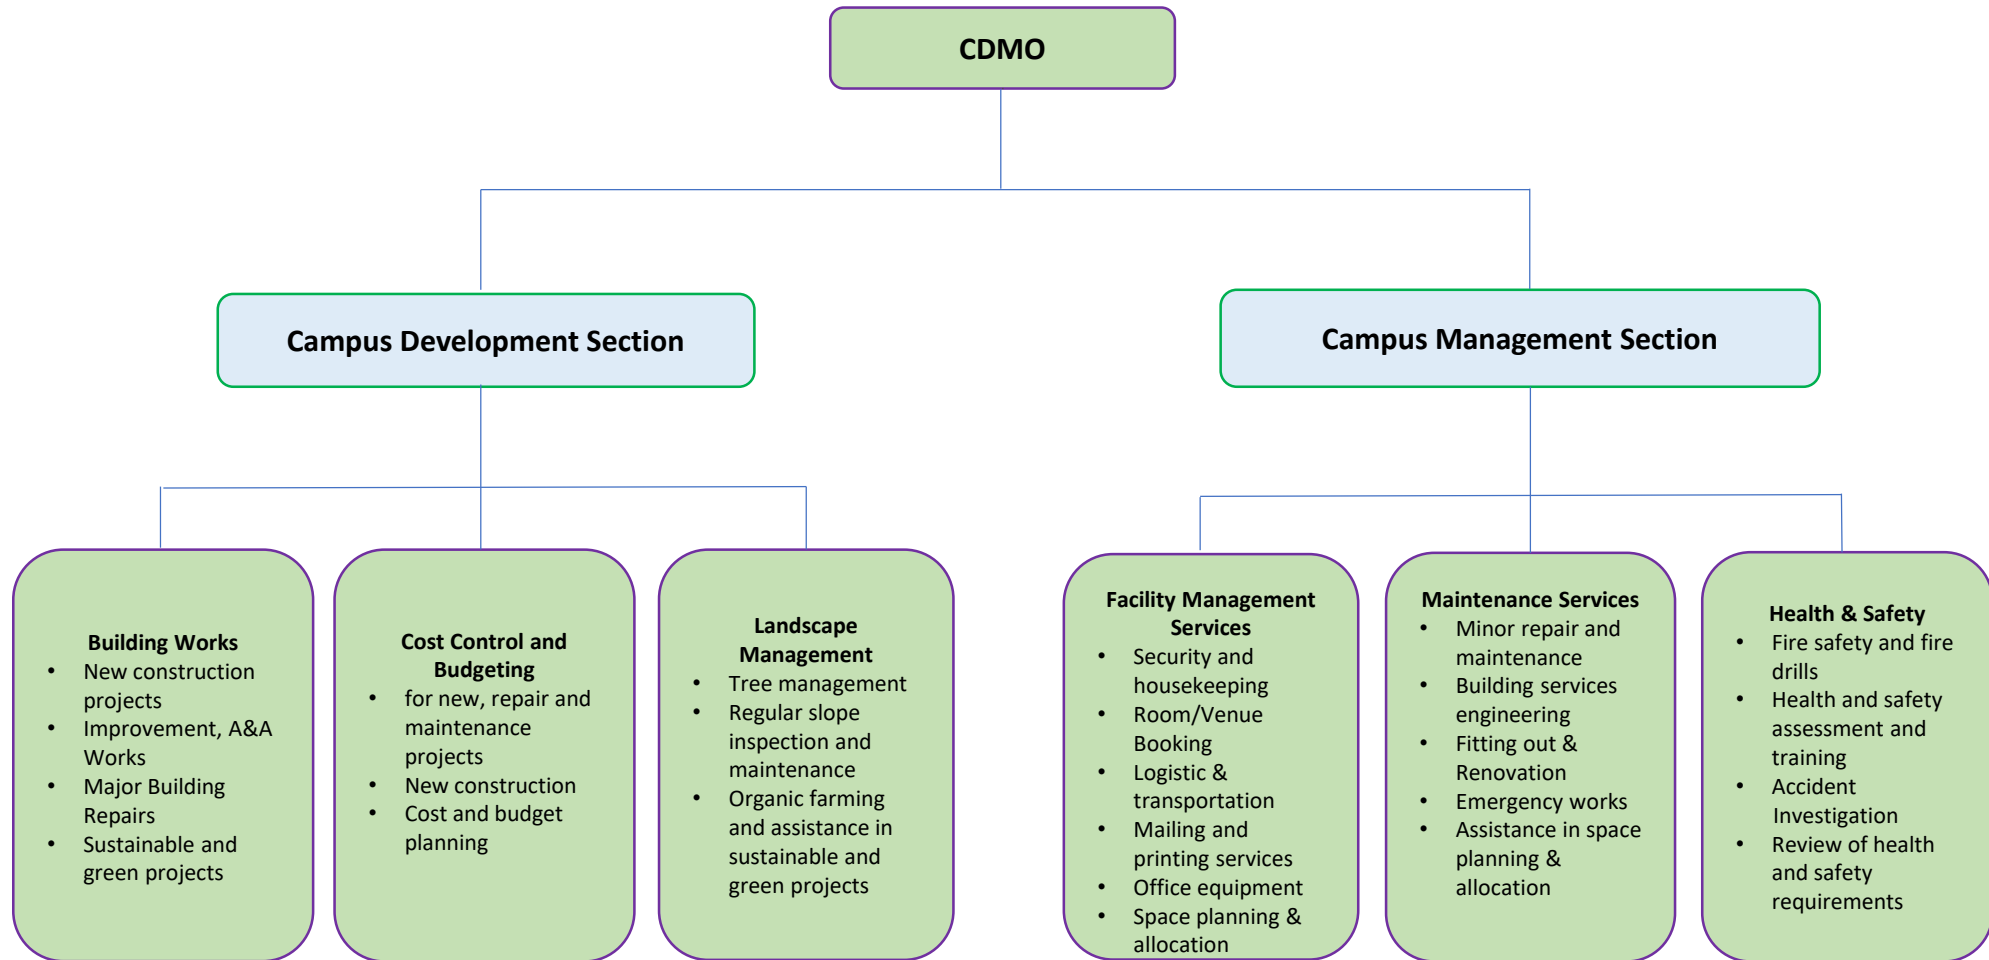 CDMO
Campus Development Section
Campus Management Section
Building Works
• New construction
projects
• Improvement, A&A
Works
• Major Building
Repairs
• Sustainable and
green projects
Cost Control and
Budgeting
• for new, repair and
maintenance
projects
• New construction
• Cost and budget
planning
Landscape
Management
• Tree management
• Regular slope
inspection and
maintenance
• Organic farming
and assistance in
sustainable and
green projects
Facility Management
Services
• Security and
housekeeping
• Room/Venue
Booking
• Logistic &
transportation
• Mailing and
printing services
• Office equipment
• Space planning &
allocation
Maintenance Services
• Minor repair and
maintenance
• Building services
engineering
• Fitting out &
Renovation
• Emergency works
• Assistance in space
planning &
allocation
Health & Safety
• Fire safety and fire
drills
• Health and safety
assessment and
training
• Accident
Investigation
• Review of health
and safety
requirements